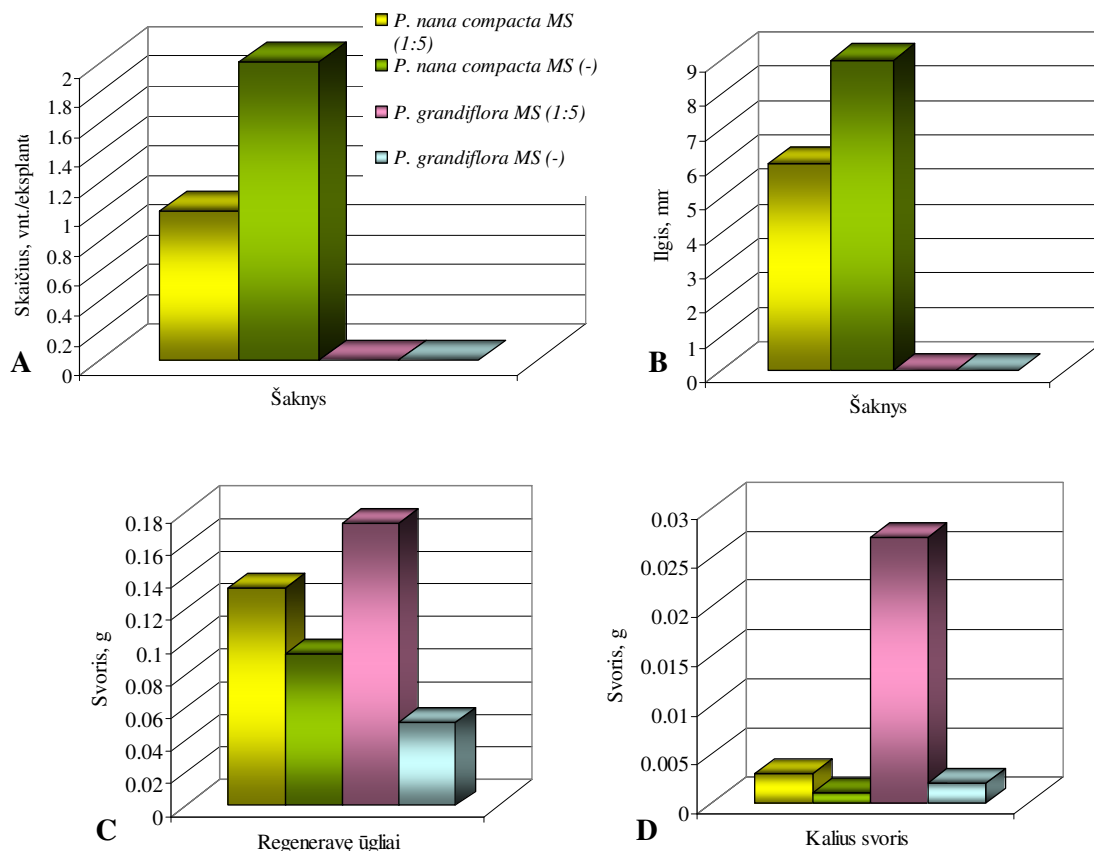 P. nana compacta MS
(1:5)
P. nana compacta MS (-)
P. grandiflora MS (1:5)
P. grandiflora MS (-)
Skaičius, vnt./eksplante
2
1.8
1.6
1.4
1.2
1
0.8
0.6
0.4
0.2
0
A
Šaknys
Ilgis, mm
9
8
7
6
5
4
3
2
1
0
B
Šaknys
Svoris, g
0.18
0.16
0.14
0.12
0.1
0.08
0.06
0.04
0.02
0
C
Regeneravę ūgliai
Svoris, g
0.03
0.025
0.02
0.015
0.01
0.005
0
D
Kalius svoris